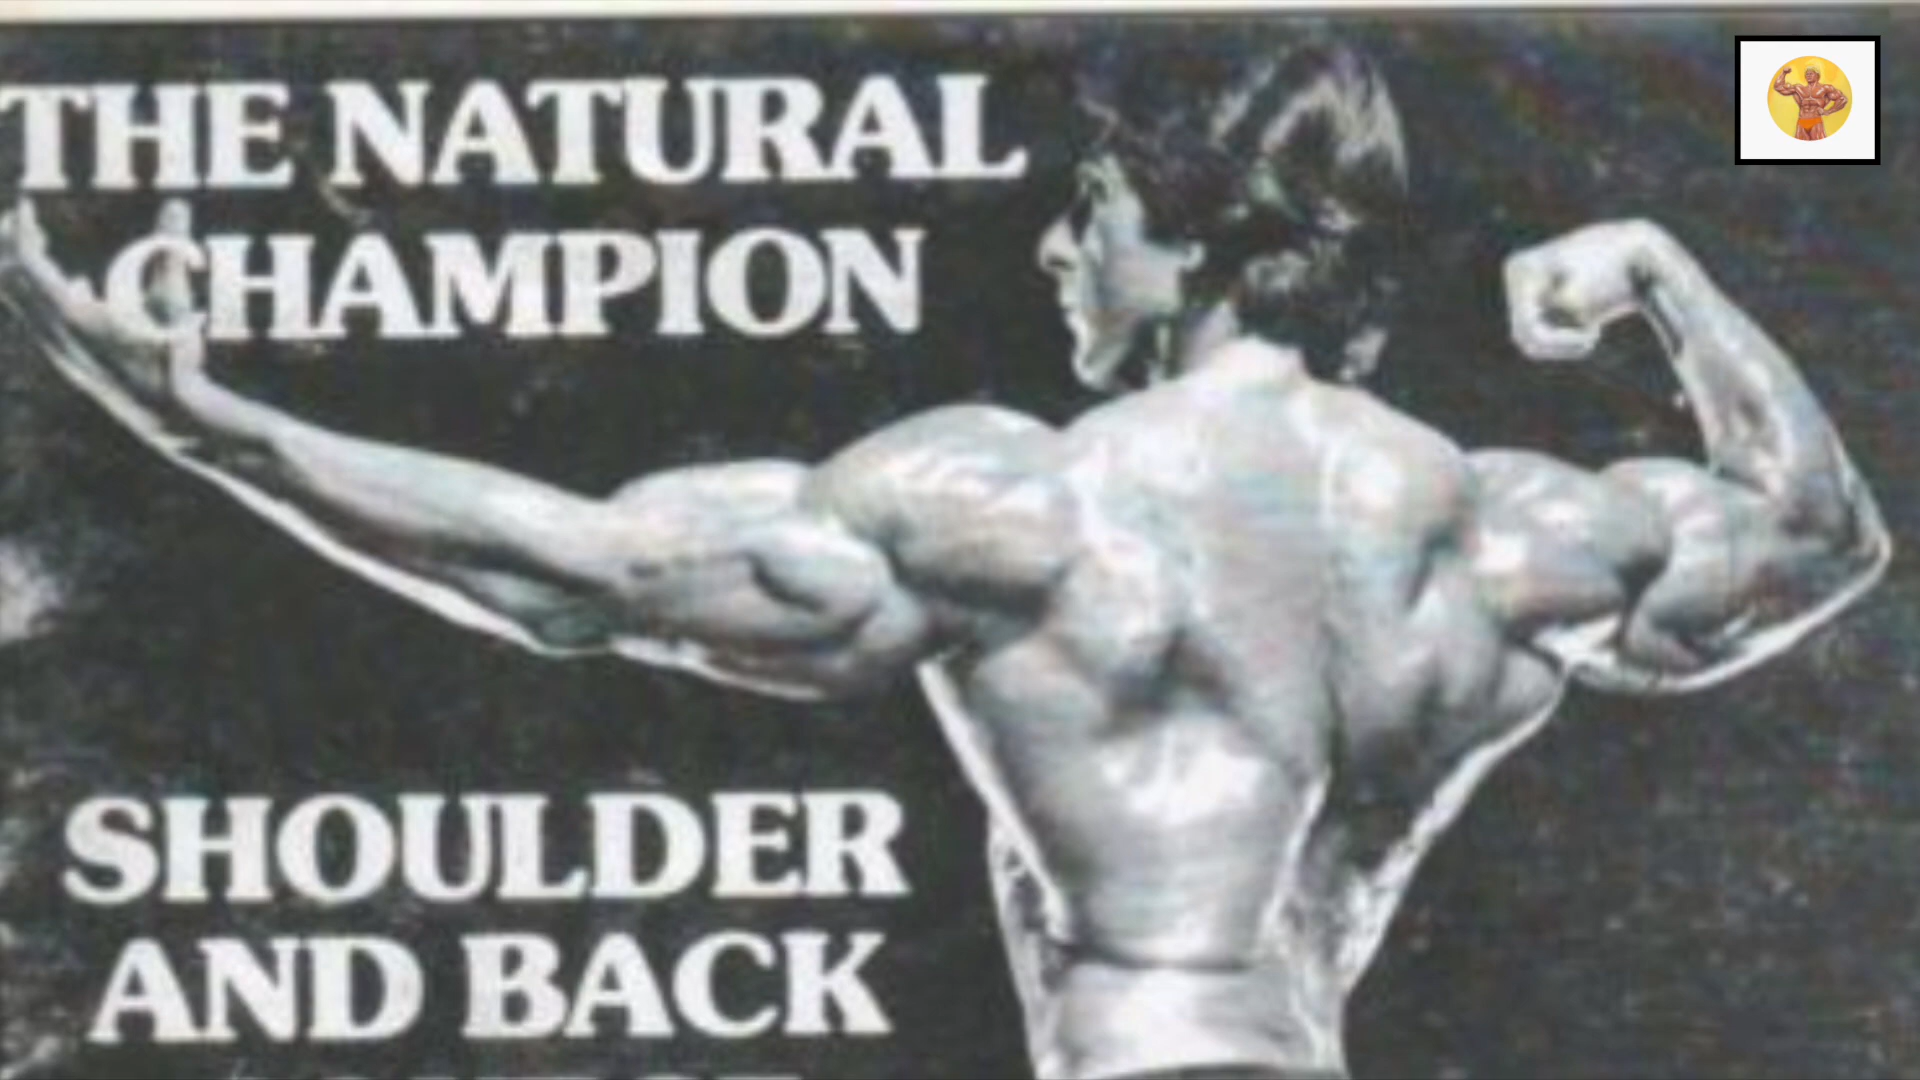 THE NATURAL
CHAMPION
SHOULDER
AND BACK